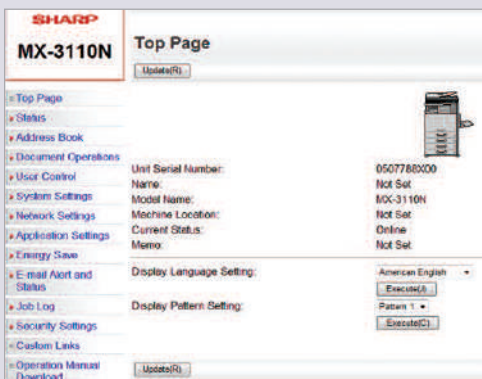 SHARP
MX-3110N
Top Page
Update(R)
Top Page
Status
Address Book
Document Operations
User Control
System Settings
Network Settings
Application Settings
Energy Save
E-mail Alert and
Status
Job Log
Security Settings
Custom Links
Operation Manual
Download
Unit Serial Number: 0507788X00
Name: Not Set
Model Name: MX-3110N
Machine Location: Not Set
Current Status: Online
Memo: Not Set
Display Language Setting: American English
Execute(J)
Display Pattern Setting: Pattern 1
Execute(C)
Update(R)